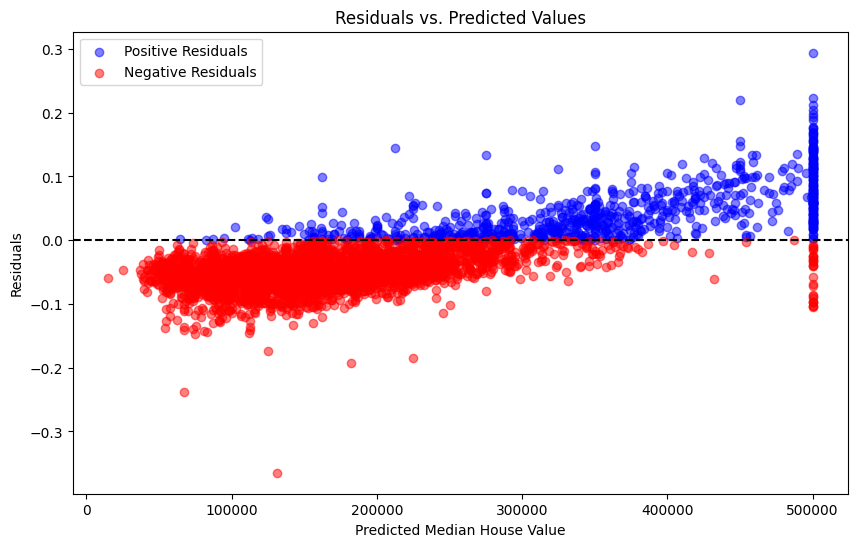 Residuals vs. Predicted Values
Positive Residuals
Negative Residuals
0.3
0.2
0.1
0.0
−0.1
−0.2
−0.3
Residuals
0 100000 200000 300000 400000 500000
Predicted Median House Value